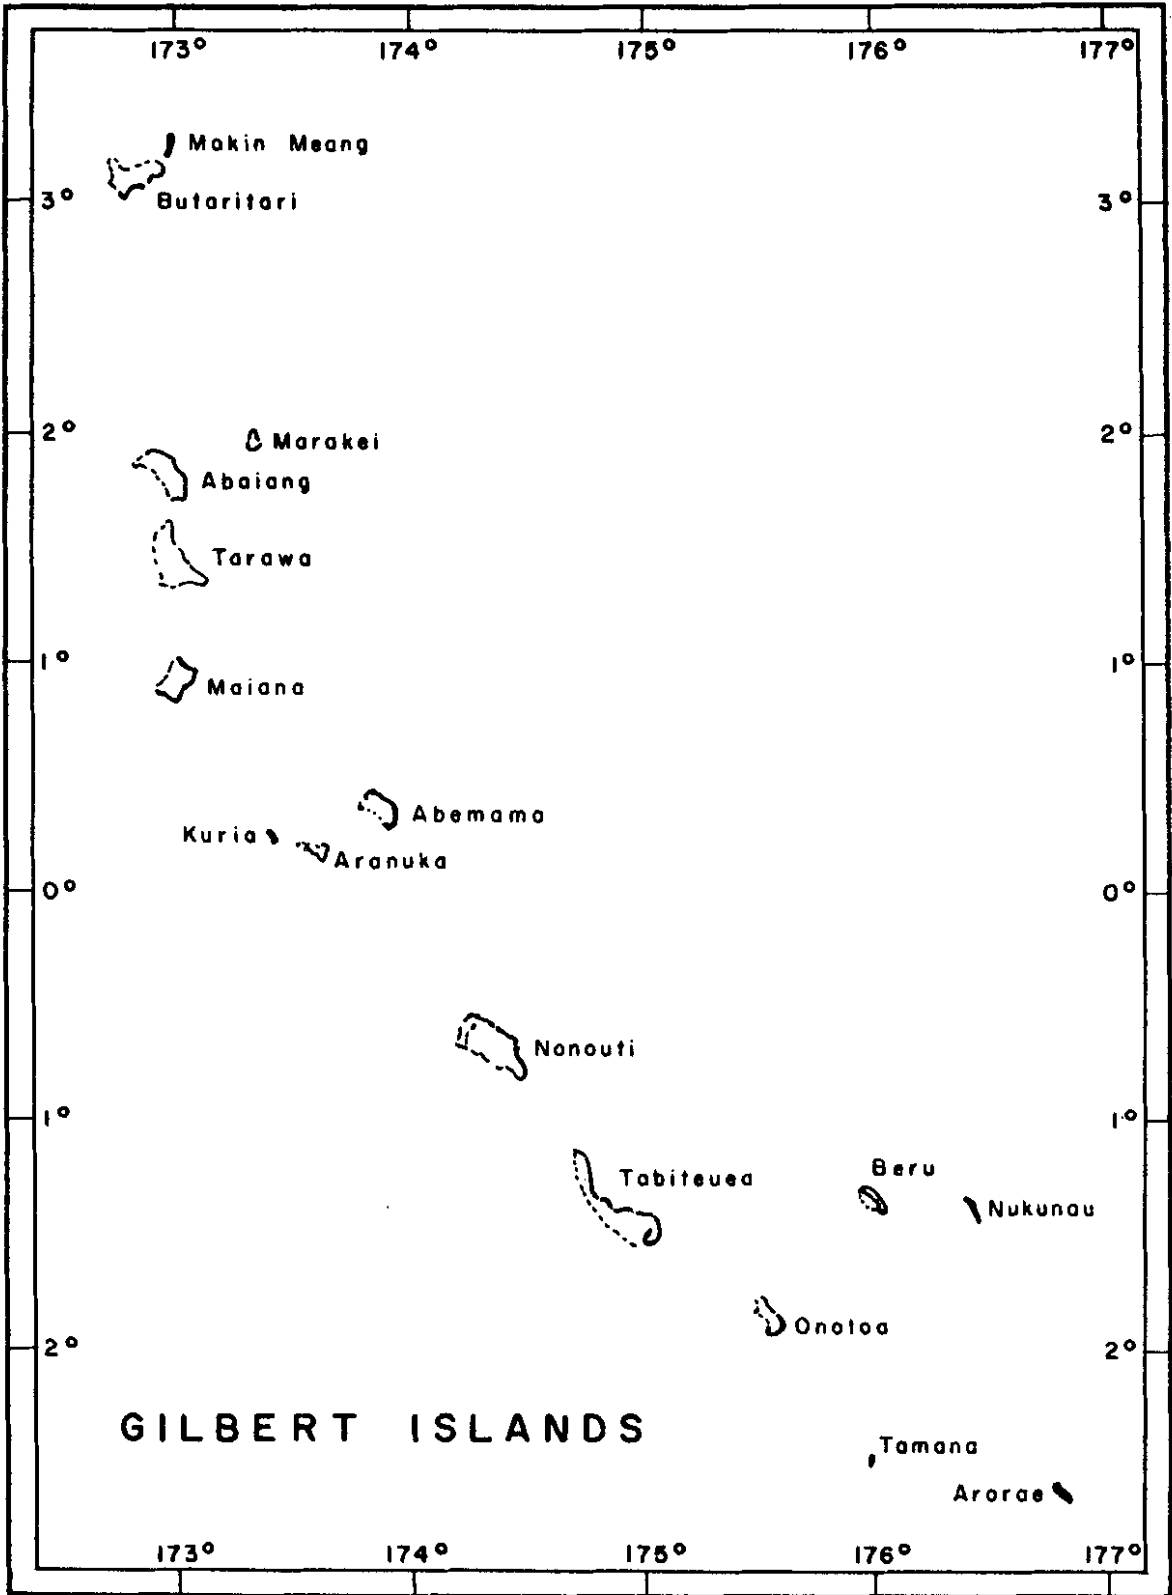 173° 174° 175° 176° 177°
Makin Meang
Butaritari
3° 3°
2° 2°
Marakei
Abaiang
Tarawa
1° 1°
Maiana
Abemama
Kuria
Aranuka
0° 0°
Nonouti
1° 1°
Beru
Tabiteuea
Nukunau
Onotoa
2° 2°
GILBERT ISLANDS
Tamana
Arorae
173° 174° 175° 176° 177°